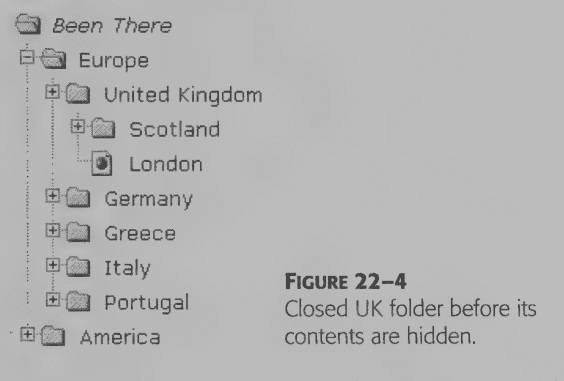 Been There
Europe
United Kingdom
Scotland
London
Germany
Greece
Italy
Portugal
America
FIGURE 22–4
Closed UK folder before its
contents are hidden.